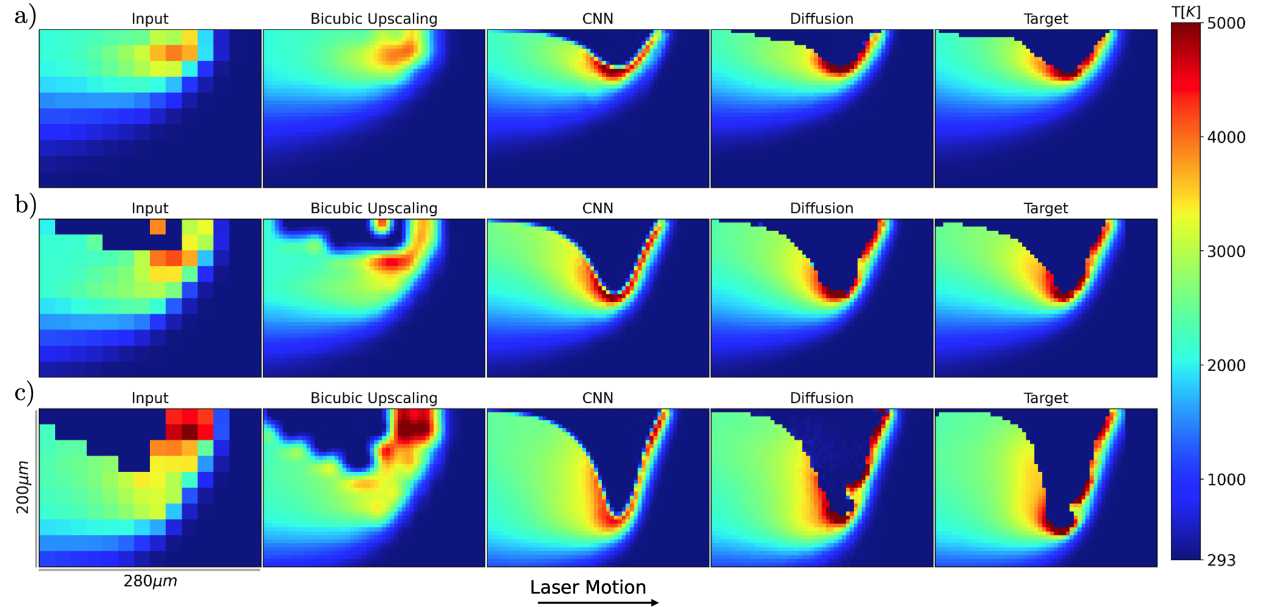 a)
Input Bicubic Upscaling CNN Diffusion Target
T[K]
5000
4000
3000
2000
1000
293
b)
Input Bicubic Upscaling CNN Diffusion Target
c)
Input Bicubic Upscaling CNN Diffusion Target
200μm
280μm
Laser Motion